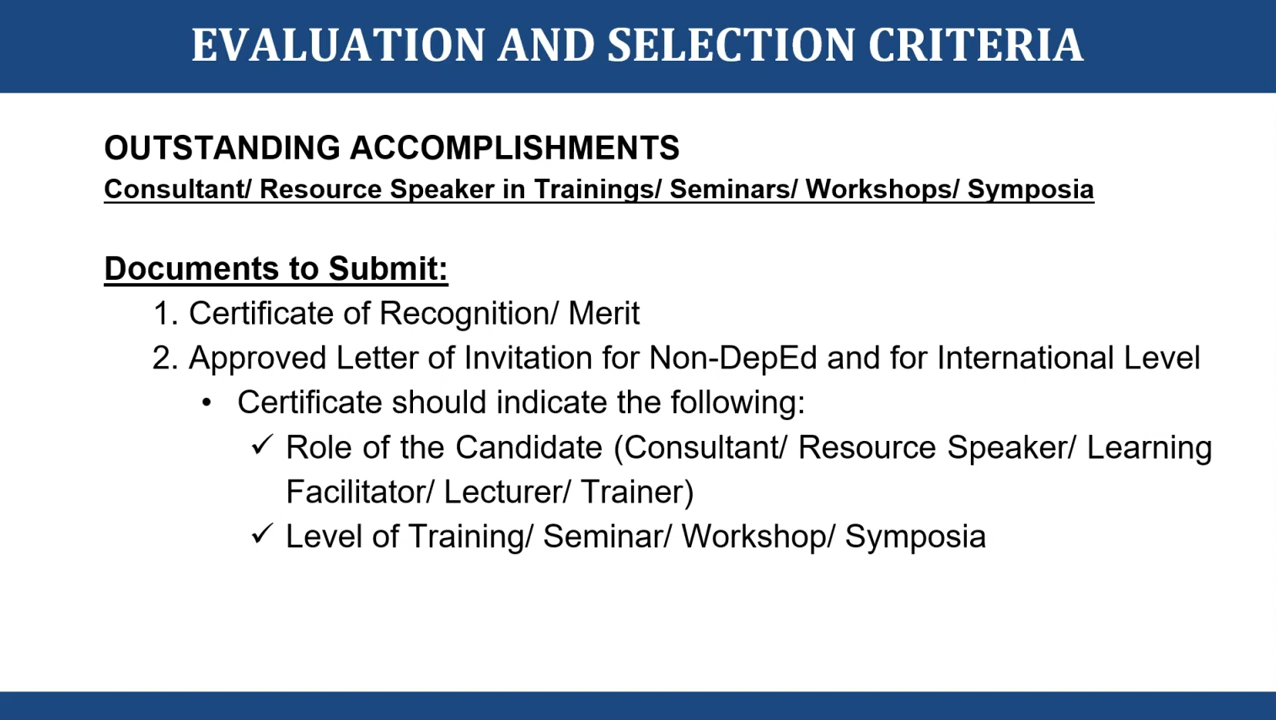 EVALUATION AND SELECTION CRITERIA
OUTSTANDING ACCOMPLISHMENTS
Consultant/ Resource Speaker in Trainings/ Seminars/ Workshops/ Symposia
Documents to Submit:
1. Certificate of Recognition/ Merit
2. Approved Letter of Invitation for Non-DepEd and for International Level
• Certificate should indicate the following:
✓ Role of the Candidate (Consultant/ Resource Speaker/ Learning
Facilitator/ Lecturer/ Trainer)
✓ Level of Training/ Seminar/ Workshop/ Symposia